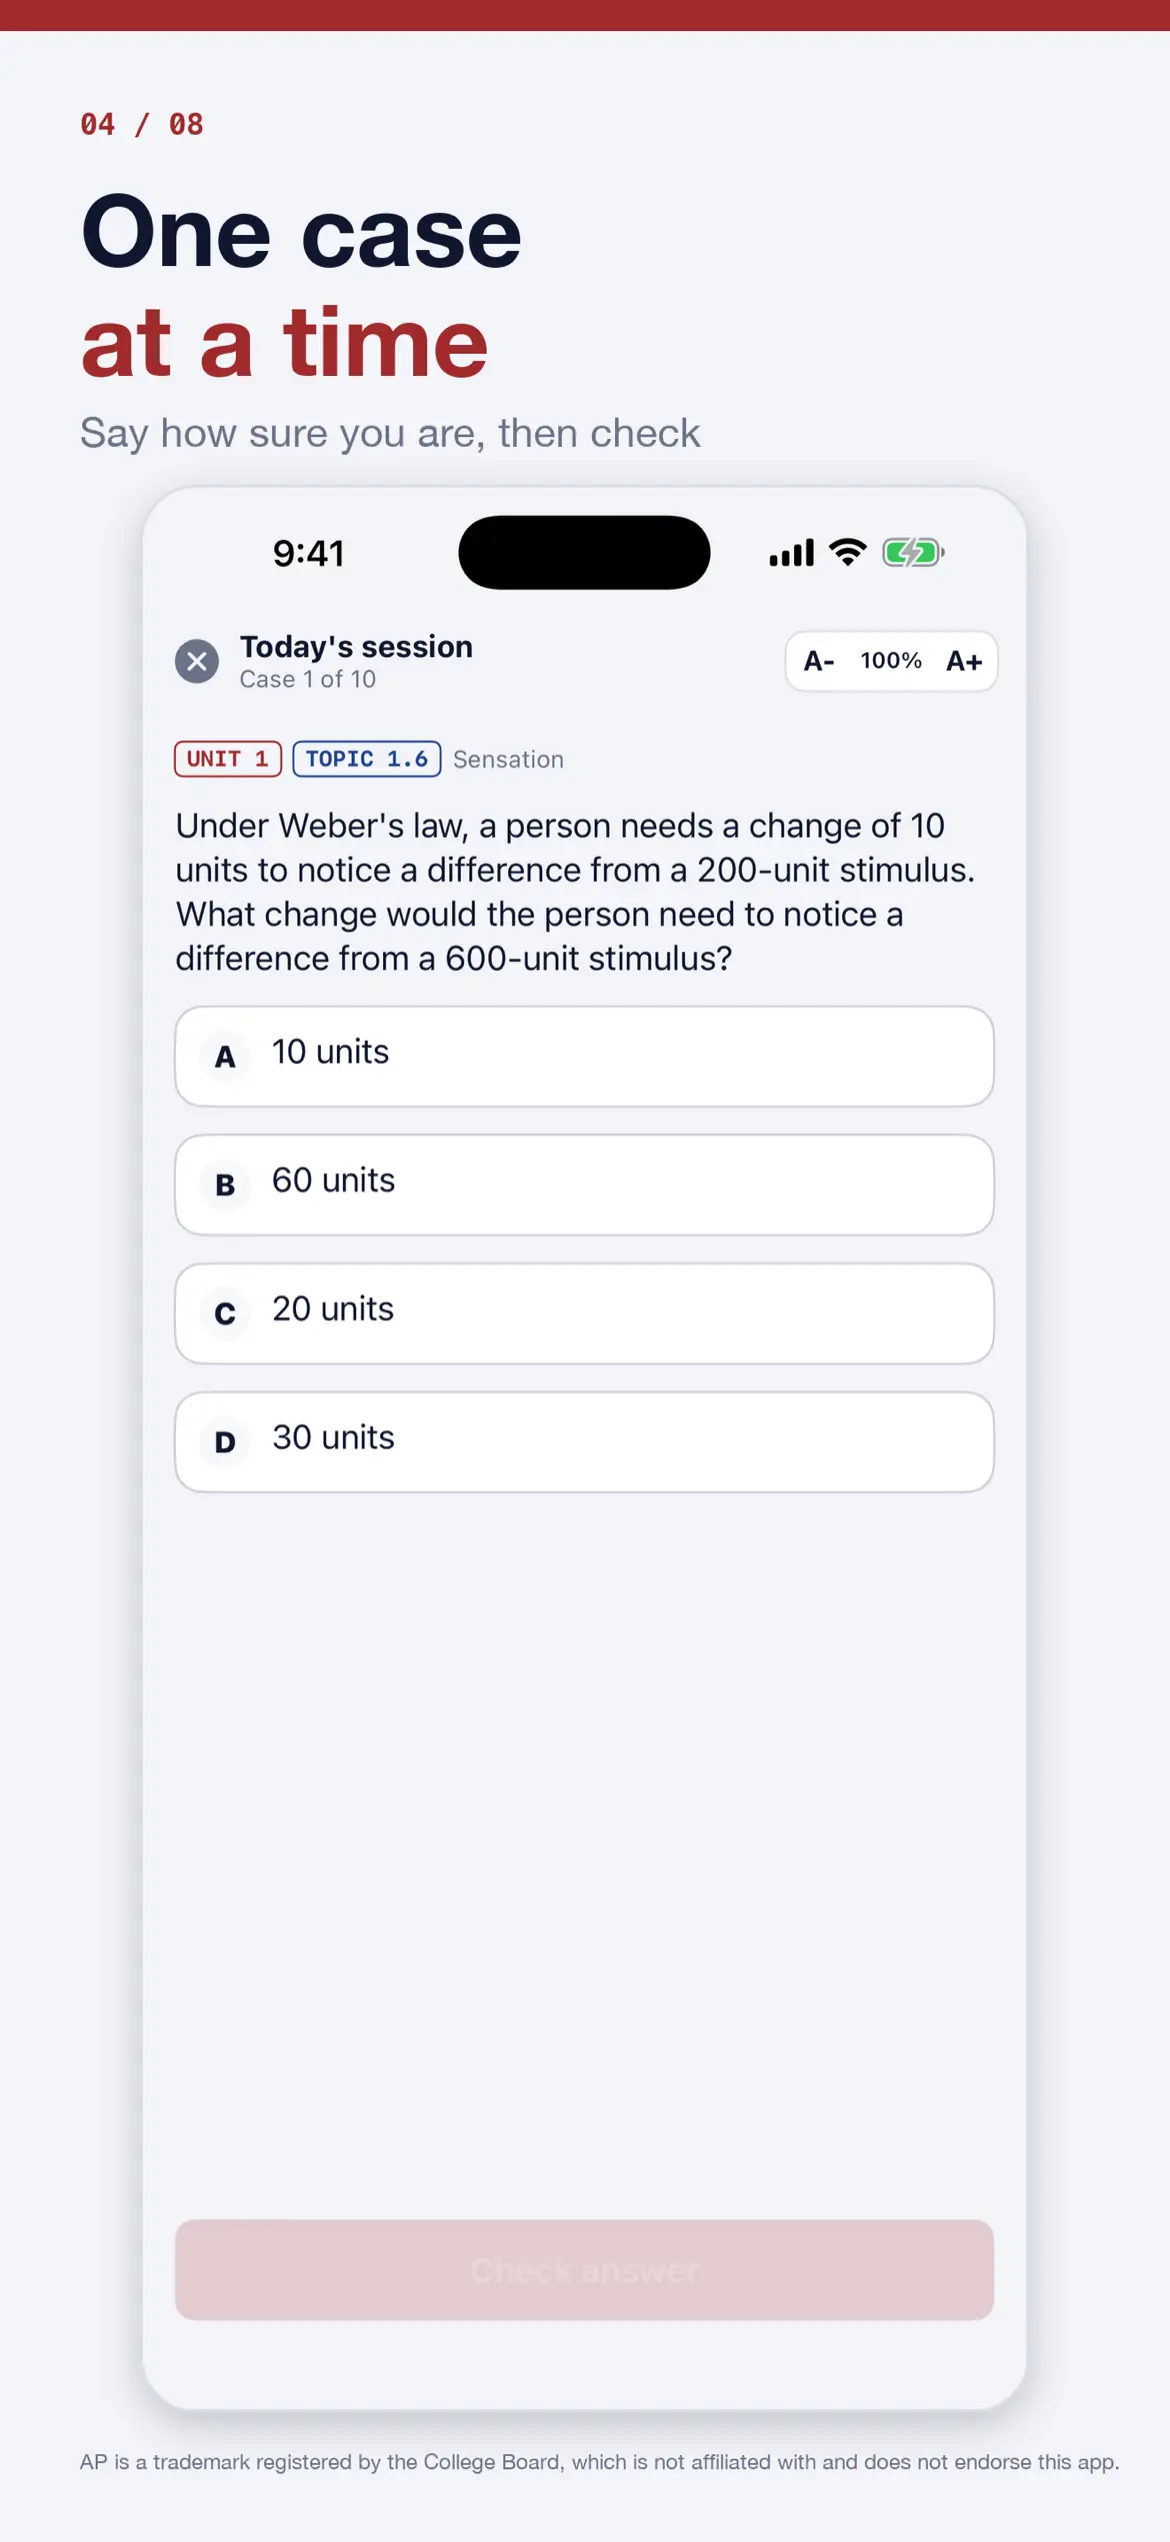 04 / 08
One case
at a time
Say how sure you are, then check
9:41
Today's session
Case 1 of 10
A- 100% A+
UNIT 1 TOPIC 1.6 Sensation
Under Weber's law, a person needs a change of 10
units to notice a difference from a 200-unit stimulus.
What change would the person need to notice a
difference from a 600-unit stimulus?
A 10 units
B 60 units
C 20 units
D 30 units
Check answer
AP is a trademark registered by the College Board, which is not affiliated with and does not endorse this app.